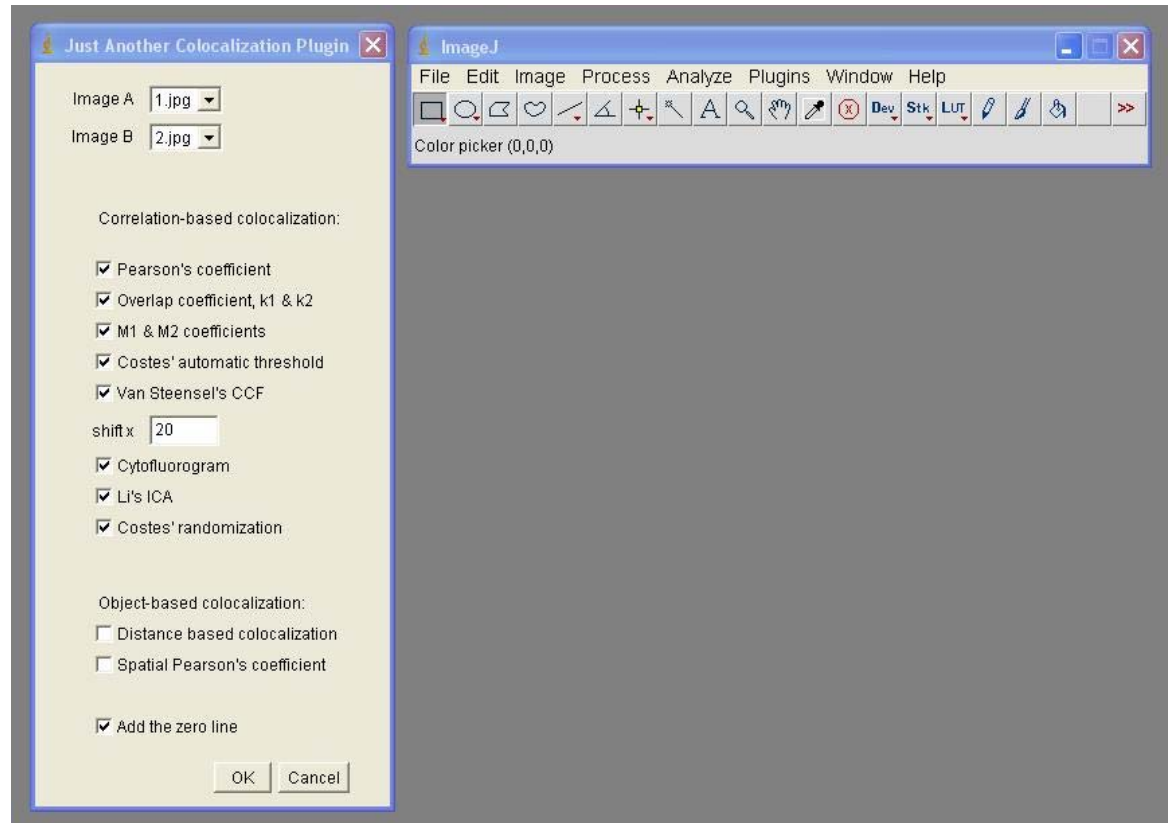 Just Another Colocalization Plugin
Image A 1.jpg
Image B 2.jpg
Correlation-based colocalization:
Pearson's coefficient
Overlap coefficient, k1 & k2
M1 & M2 coefficients
Costes' automatic threshold
Van Steensel's CCF
shift x 20
Cytofluorogram
Li's ICA
Costes' randomization
Object-based colocalization:
Distance based colocalization
Spatial Pearson's coefficient
Add the zero line
OK Cancel
ImageJ
File Edit Image Process Analyze Plugins Window Help
A Dev Stk LUT >>
Color picker (0,0,0)